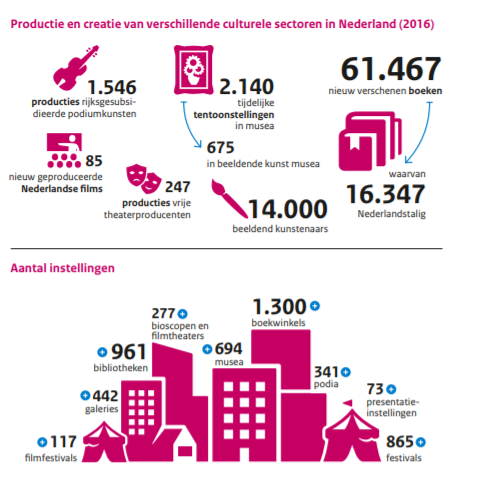 Productie en creatie van verschillende culturele sectoren in Nederland (2016)
1.546
producties rijksgesubsi-
dieerde podiumkunsten
2.140
tijdelijke
tentoonstellingen
in musea
675
in beeldende kunst musea
61.467
nieuw verschenen boeken
waarvan
16.347
Nederlandstalig
85
nieuw geproduceerde
Nederlandse films
247
producties vrije
theaterproducenten
14.000
beeldend kunstenaars
Aantal instellingen
277
bioscopen en
filmtheaters
1.300
boekwinkels
961
bibliotheken
694
musea
341
podia
442
galeries
73
presentatie-
instellingen
117
filmfestivals
865
festivals